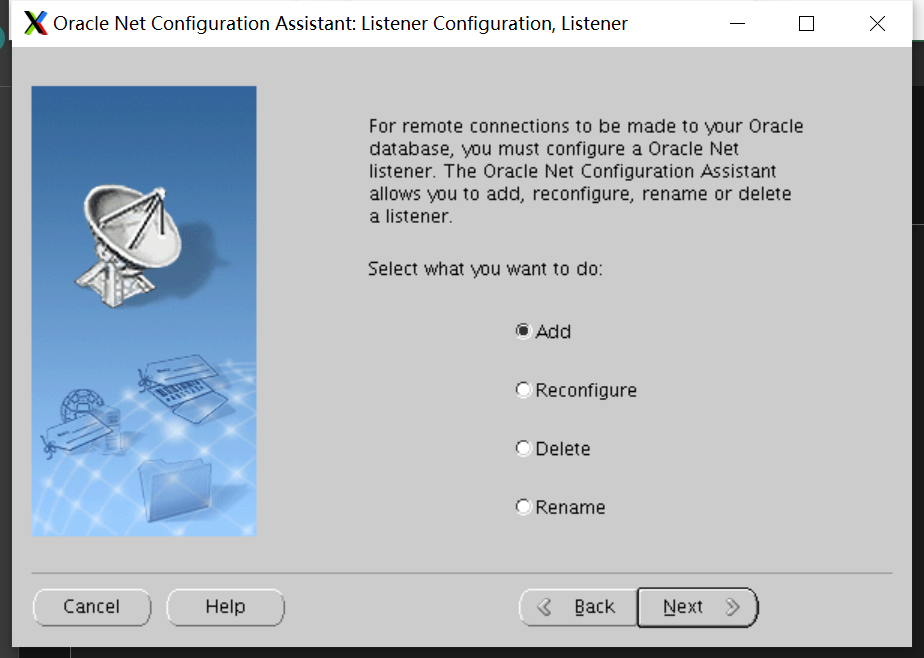 Oracle Net Configuration Assistant: Listener Configuration, Listener
For remote connections to be made to your Oracle
database, you must configure a Oracle Net
listener. The Oracle Net Configuration Assistant
allows you to add, reconfigure, rename or delete
a listener.
Select what you want to do:
Add
Reconfigure
Delete
Rename
Cancel
Help
Back
Next